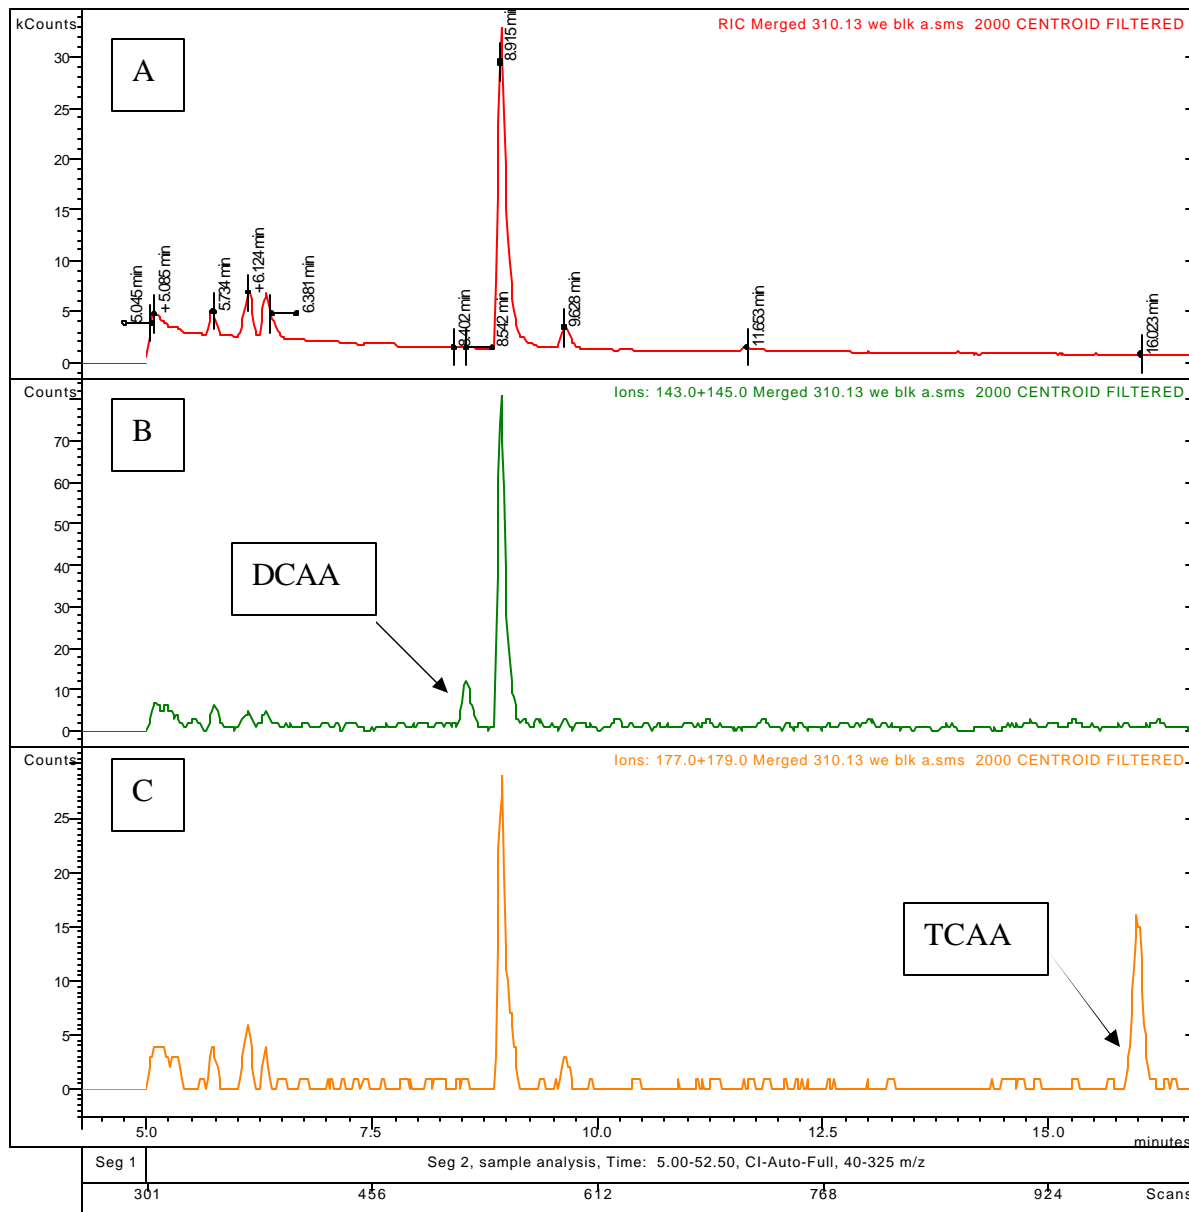 kCounts
RIC Merged 310.13 we blk a.sms 2000 CENTROID FILTERED
A
30
25
20
15
10
5
0
5.045 min
+5.085 min
5.734 min
+6.124 min
6.381 min
8.402 min
8.542 min
8.915 min
9.628 min
11.653 min
16.023 min
Counts
Ions: 143.0+145.0 Merged 310.13 we blk a.sms 2000 CENTROID FILTERED
B
70
60
50
40
30
20
10
0
DCAA
Counts
Ions: 177.0+179.0 Merged 310.13 we blk a.sms 2000 CENTROID FILTERED
C
25
20
15
10
5
0
TCAA
5.0 7.5 10.0 12.5 15.0
minutes
Seg 1
Seg 2, sample analysis, Time: 5.00-52.50, CI-Auto-Full, 40-325 m/z
301 456 612 768 924 Scans